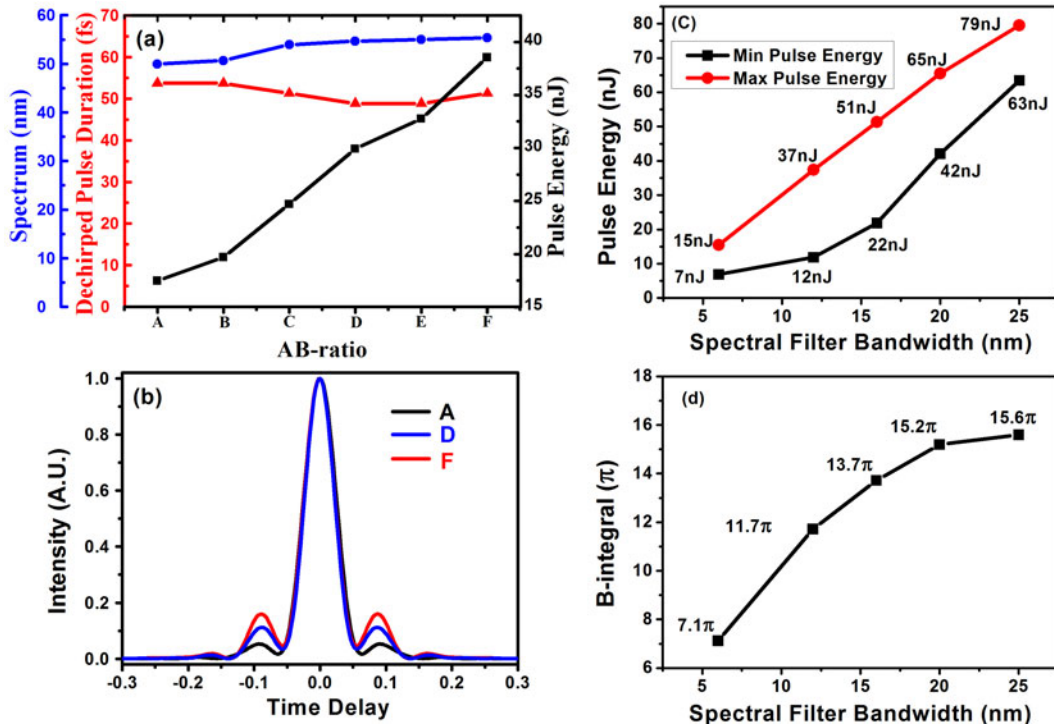 (a)
Spectrum (nm)
60
50
40
30
20
10
0
Dechirped Pulse Duration (fs)
70
60
50
40
30
20
10
0
Pulse Energy (nJ)
40
35
30
25
20
15
A B C D E F
AB-ratio
(C)
Min Pulse Energy
Max Pulse Energy
Pulse Energy (nJ)
80
70
60
50
40
30
20
10
0
15nJ
37nJ
51nJ
65nJ
79nJ
7nJ
12nJ
22nJ
42nJ
63nJ
5 10 15 20 25
Spectral Filter Bandwidth (nm)
(b)
A
D
F
Intensity (A.U.)
1.0
0.8
0.6
0.4
0.2
0.0
-0.3 -0.2 -0.1 0.0 0.1 0.2 0.3
Time Delay
(d)
B-integral (π)
18
16
14
12
10
8
6
7.1π
11.7π
13.7π
15.2π
15.6π
5 10 15 20 25
Spectral Filter Bandwidth (nm)